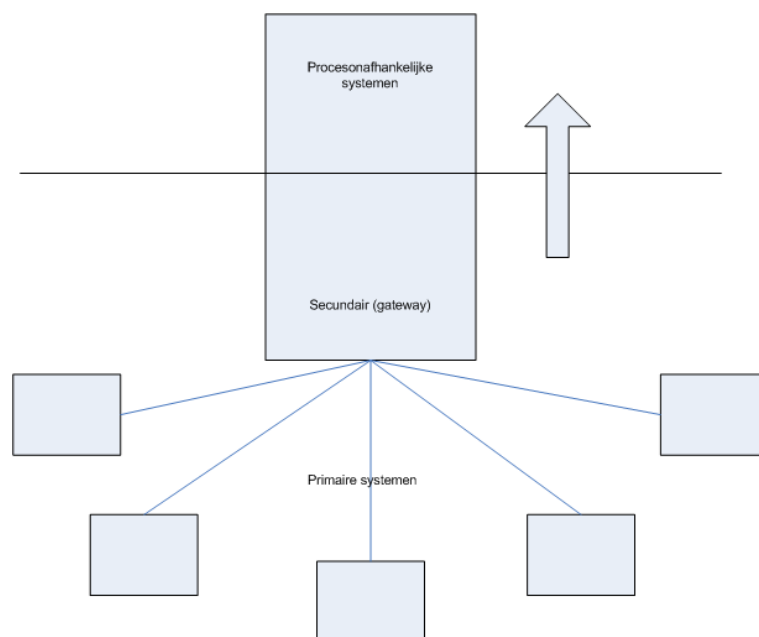 Procesonafhankelijke
systemen
Secundair (gateway)
Primaire systemen